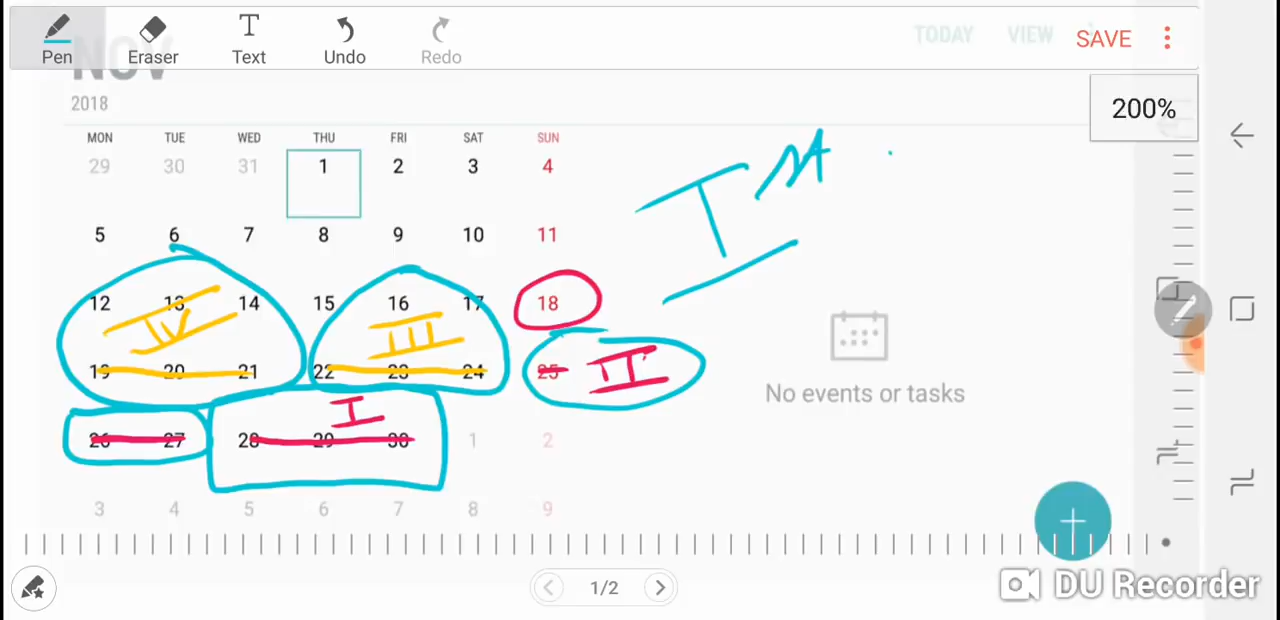 Pen Eraser Text Undo Redo TODAY VIEW SAVE
NOV
200%
2018
MON TUE WED THU FRI SAT SUN
29 30 31 1 2 3 4
5 6 7 8 9 10 11
12 13 14 15 16 17 18
IV III
19 20 21 22 23 24 25 II
I
26 27 28 29 30 1 2
3 4 5 6 7 8 9
I st
No events or tasks
1/2
DU Recorder